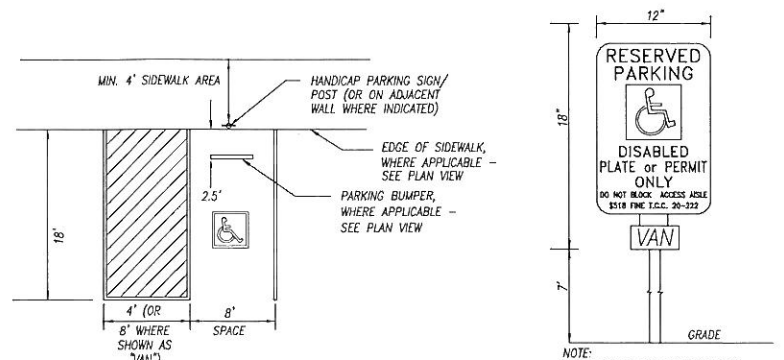 MIN. 4' SIDEWALK AREA
HANDICAP PARKING SIGN/
POST (OR ON ADJACENT
WALL WHERE INDICATED)
EDGE OF SIDEWALK,
WHERE APPLICABLE -
SEE PLAN VIEW
2.5'
PARKING BUMPER,
WHERE APPLICABLE -
SEE PLAN VIEW
18'
4' (OR
8' WHERE
SHOWN AS
"VAN")
8'
SPACE
12"
18"
RESERVED
PARKING
DISABLED
PLATE or PERMIT
ONLY
DO NOT BLOCK ACCESS AISLE
$518 FINE T.C.C. 20-222
VAN
7'
GRADE
NOTE: